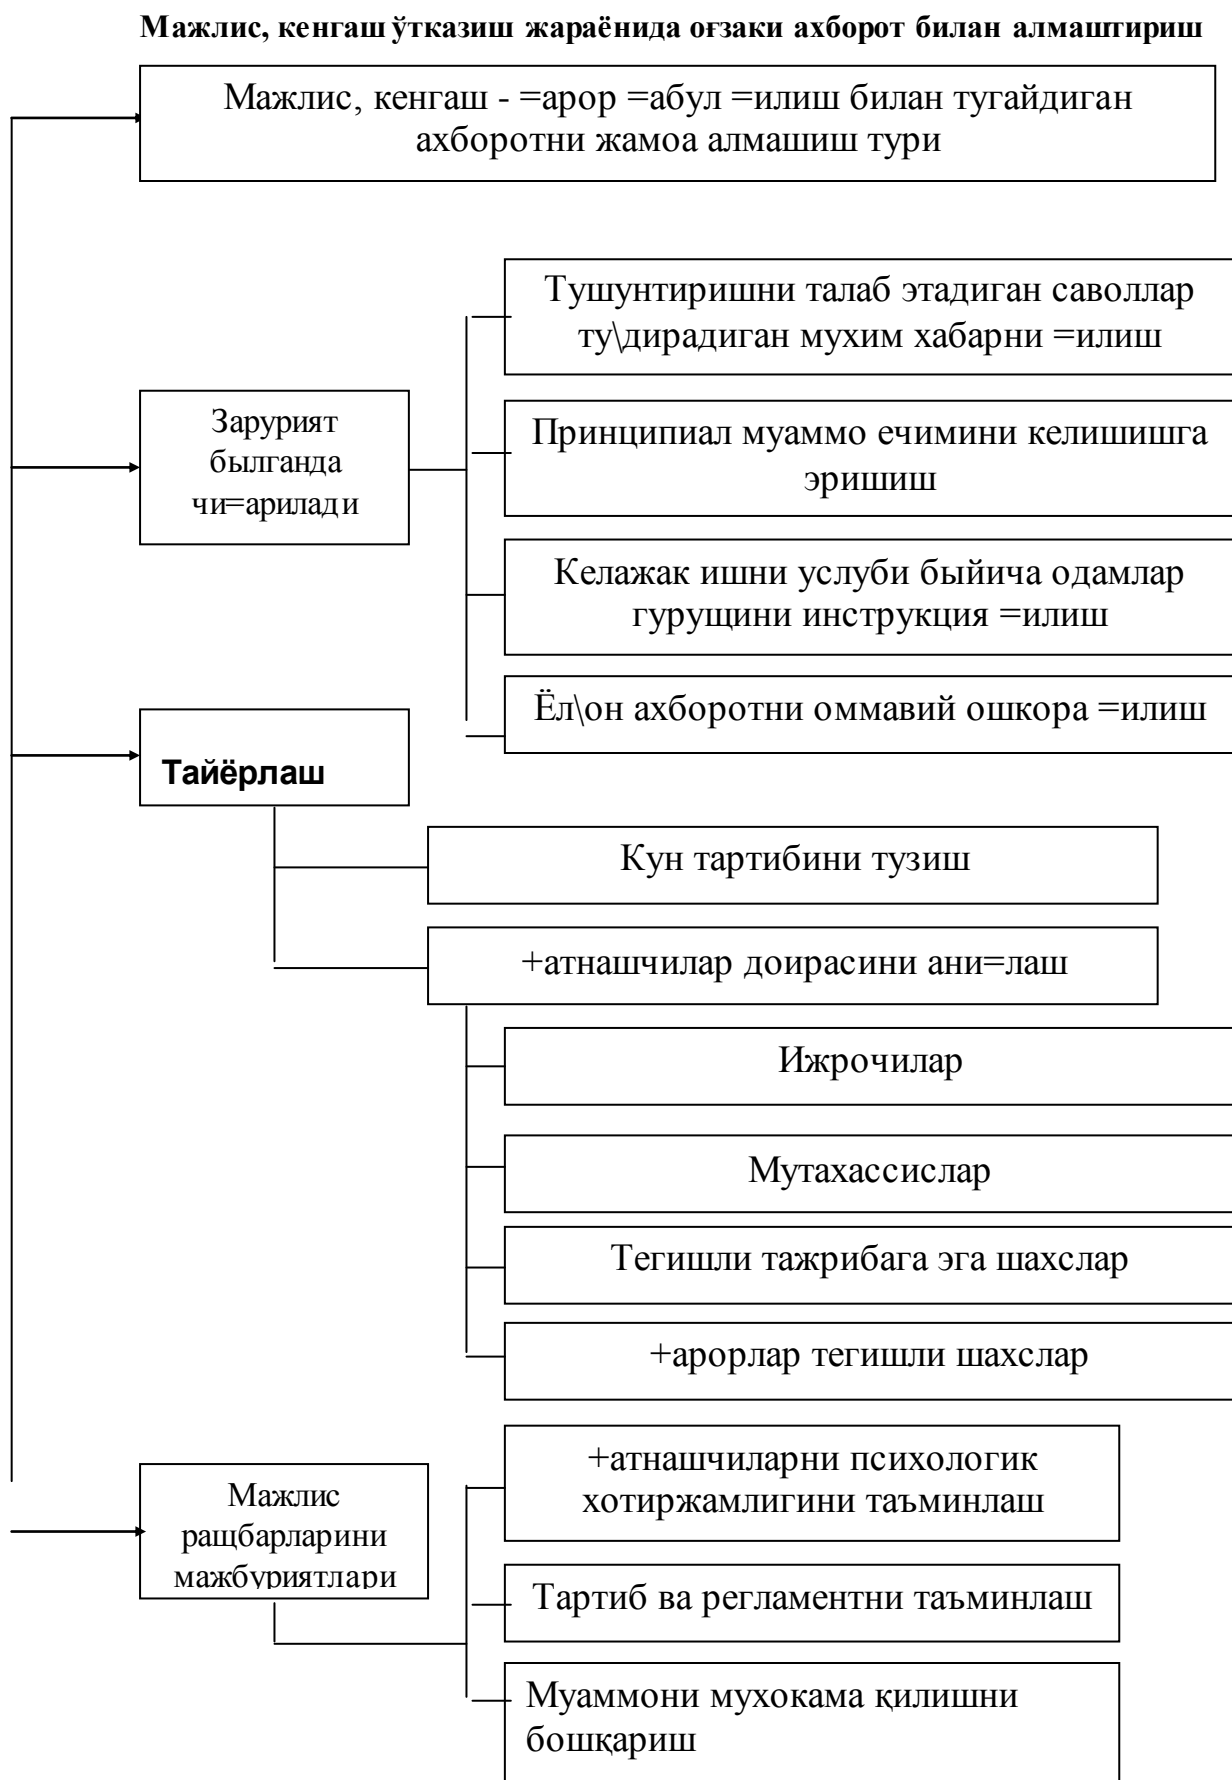 Мажлис, кенгаш ўтказиш жараёнида оғзаки ахборот билан алмаштириш
Мажлис, кенгаш - =арор =абул =илиш билан тугайдиган
ахборотни жамоа алмашиш тури
Тушунтиришни талаб этадиган саволлар
ту\дирадиган мухим хабарни =илиш
Зарурият
былганда
чи=арилади
Принципиал муаммо ечимини келишишга
эришиш
Келажак ишни услуби быйича одамлар
гурущини инструкция =илиш
Ёл\он ахборотни оммавий ошкора =илиш
Тайёрлаш
Кун тартибини тузиш
+атнашчилар доирасини ани=лаш
Ижрочилар
Мутахассислар
Тегишли тажрибага эга шахслар
+арорлар тегишли шахслар
Мажлис
ращбарларини
мажбуриятлари
+атнашчиларни психологик
хотиржамлигини таъминлаш
Тартиб ва регламентни таъминлаш
Муаммони мухокама қилишни
бошқариш